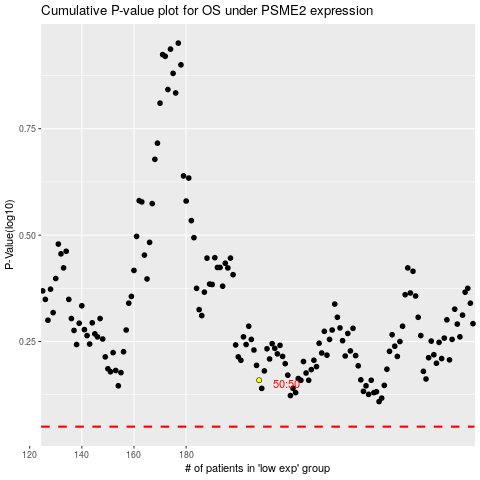 Cumulative P-value plot for OS under PSME2 expression
P-Value(log10)
0.75
0.50
0.25
50:50
120 140 160 180
# of patients in 'low exp' group